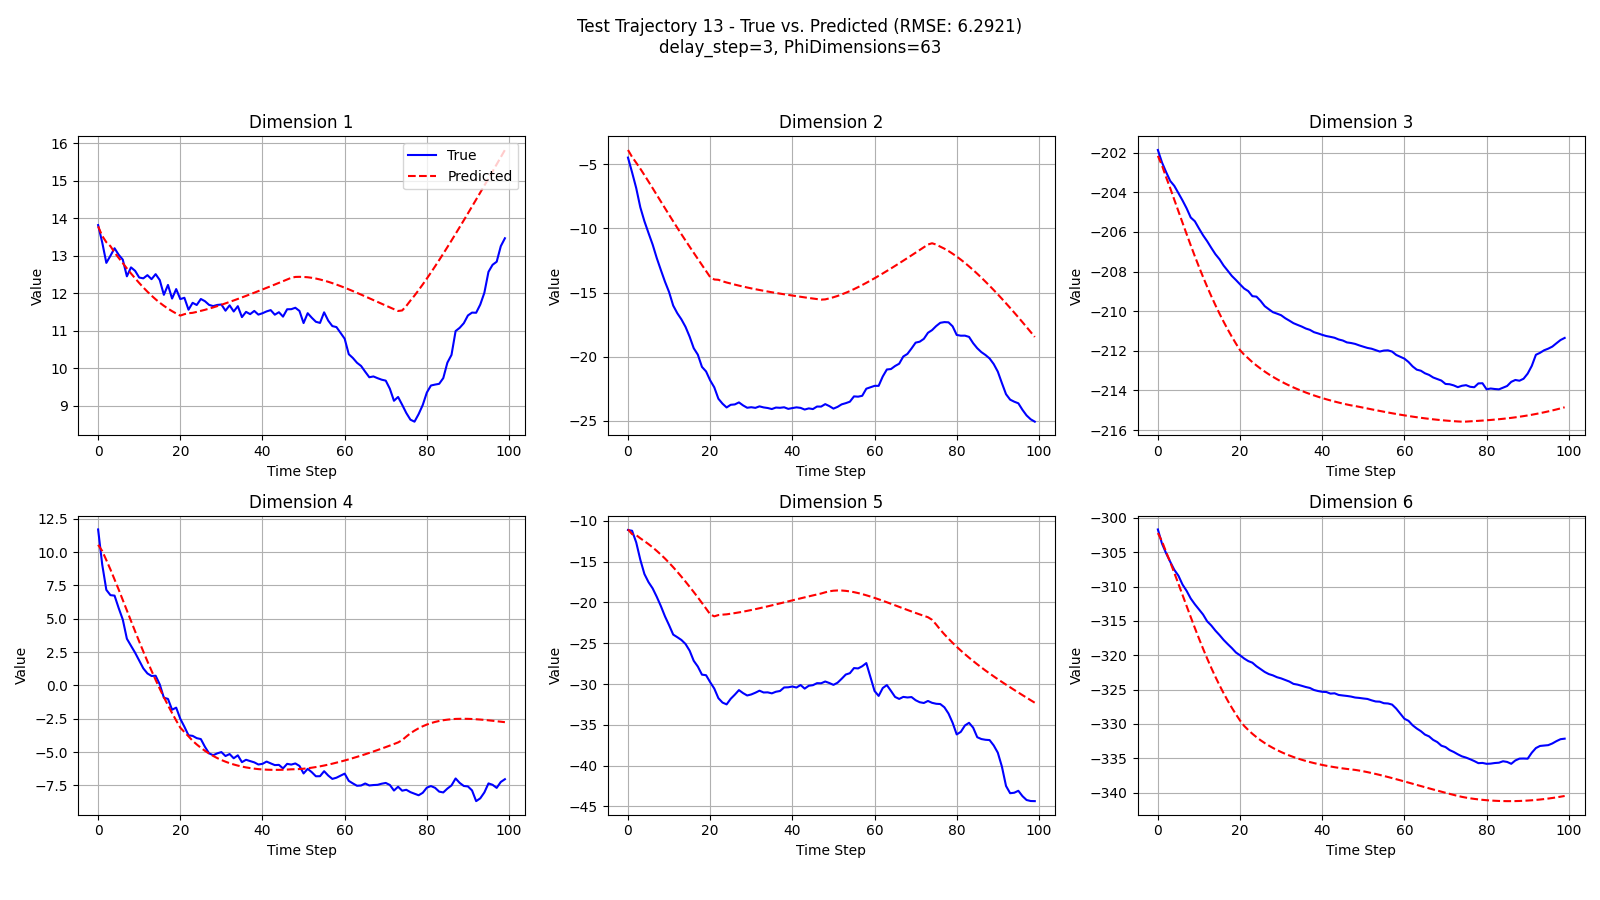 Test Trajectory 13 - True vs. Predicted (RMSE: 6.2921)
delay_step=3, PhiDimensions=63
Dimension 1
16
15
14
13
12
11
10
9
Value
0 20 40 60 80 100
Time Step
True
Predicted
Dimension 2
−5
−10
−15
−20
−25
Value
0 20 40 60 80 100
Time Step
Dimension 3
−202
−204
−206
−208
−210
−212
−214
−216
Value
0 20 40 60 80 100
Time Step
Dimension 4
12.5
10.0
7.5
5.0
2.5
0.0
−2.5
−5.0
−7.5
Value
0 20 40 60 80 100
Time Step
Dimension 5
−10
−15
−20
−25
−30
−35
−40
−45
Value
0 20 40 60 80 100
Time Step
Dimension 6
−300
−305
−310
−315
−320
−325
−330
−335
−340
Value
0 20 40 60 80 100
Time Step